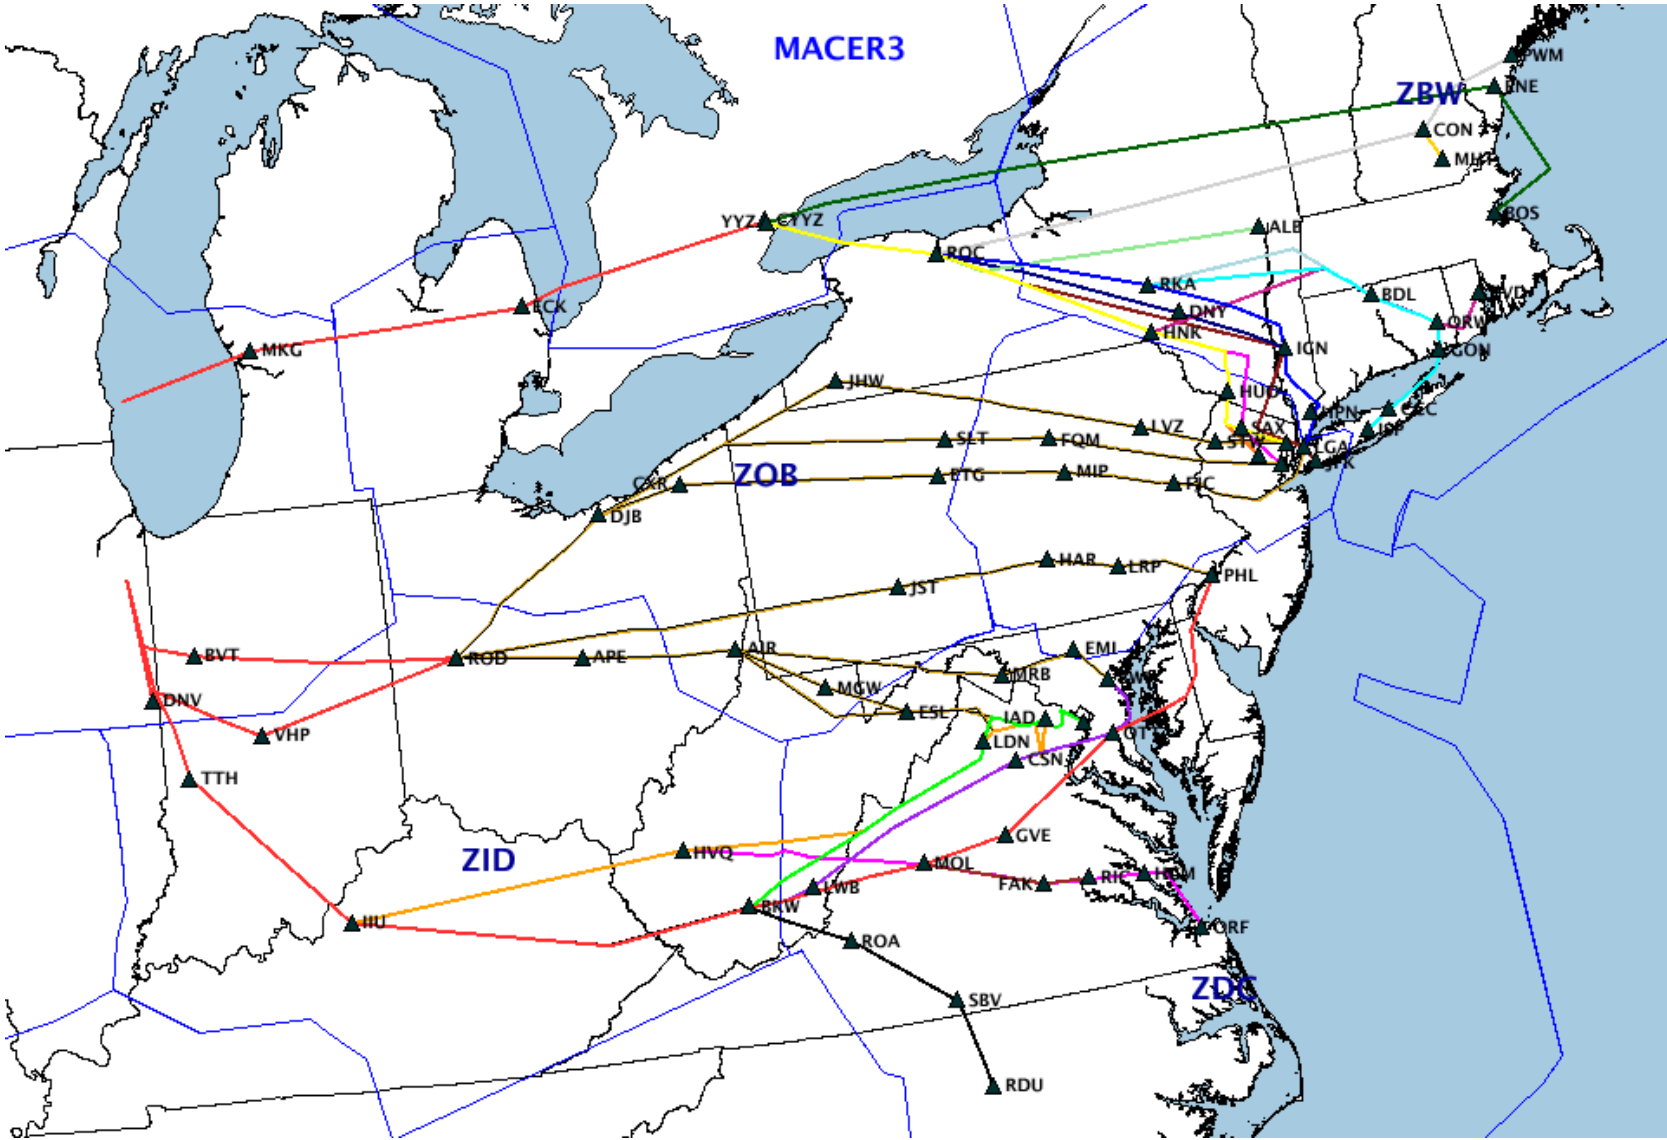 MACER3
PWM
ENE
ZBW
CON
MHT
BOS
YYZ
CYYZ
ALB
ROC
RKA
BDL
PVD
ECK
DNY
ORW
HNK
IGN
GON
MKG
JHW
HUO
HPN
CCC
LVZ
SAX
ISP
SLT
FQM
STW
LGA
JFK
ZOB
CXR
ETG
MIP
FJC
DJB
HAR
LRP
PHL
JST
BVT
ROD
APE
AIR
EMI
MRB
BWI
MGW
DNV
ESL
IAD
VHP
LDN
OTT
CSN
TTH
GVE
ZID
HVQ
MOL
FAK
RIC
HCM
LWB
BKW
IIU
ROA
ORF
ZDC
SBV
RDU